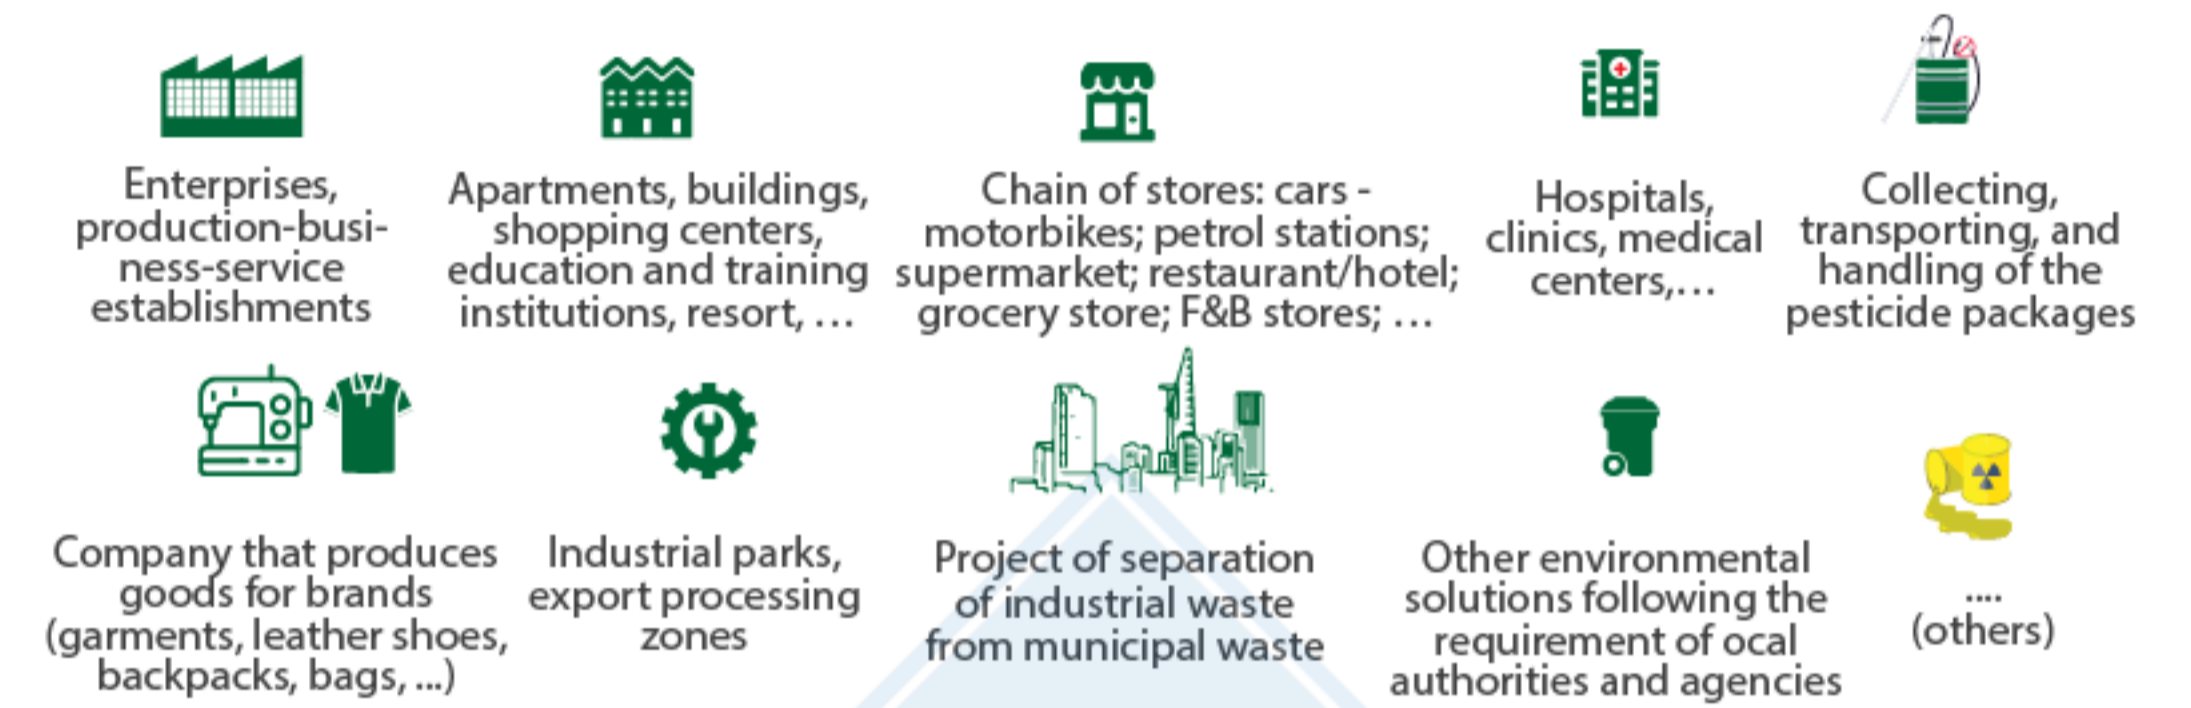 Enterprises,
production-busi-
ness-service
establishments
Apartments, buildings,
shopping centers,
education and training
institutions, resort, ...
Chain of stores: cars -
motorbikes; petrol stations;
supermarket; restaurant/hotel;
grocery store; F&B stores; ...
Hospitals,
clinics, medical
centers,...
Collecting,
transporting, and
handling of the
pesticide packages
Company that produces
goods for brands
(garments, leather shoes,
backpacks, bags, ...)
Industrial parks,
export processing
zones
Project of separation
of industrial waste
from municipal waste
Other environmental
solutions following the
requirement of ocal
authorities and agencies
....
(others)